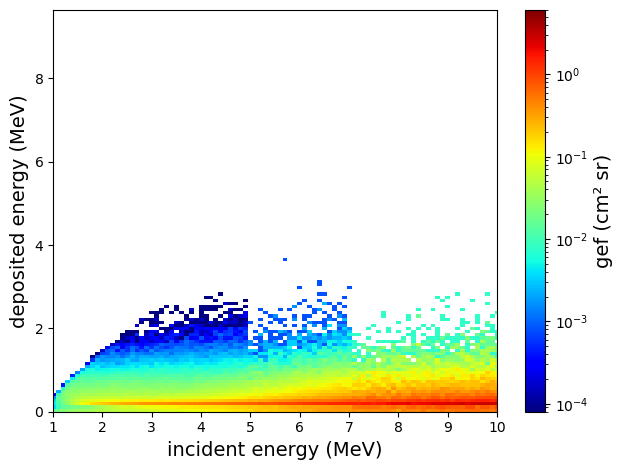 deposited energy (MeV)
8
6
4
2
0
1 2 3 4 5 6 7 8 9 10
incident energy (MeV)
10⁰
10⁻¹
10⁻²
10⁻³
10⁻⁴
gef (cm² sr)